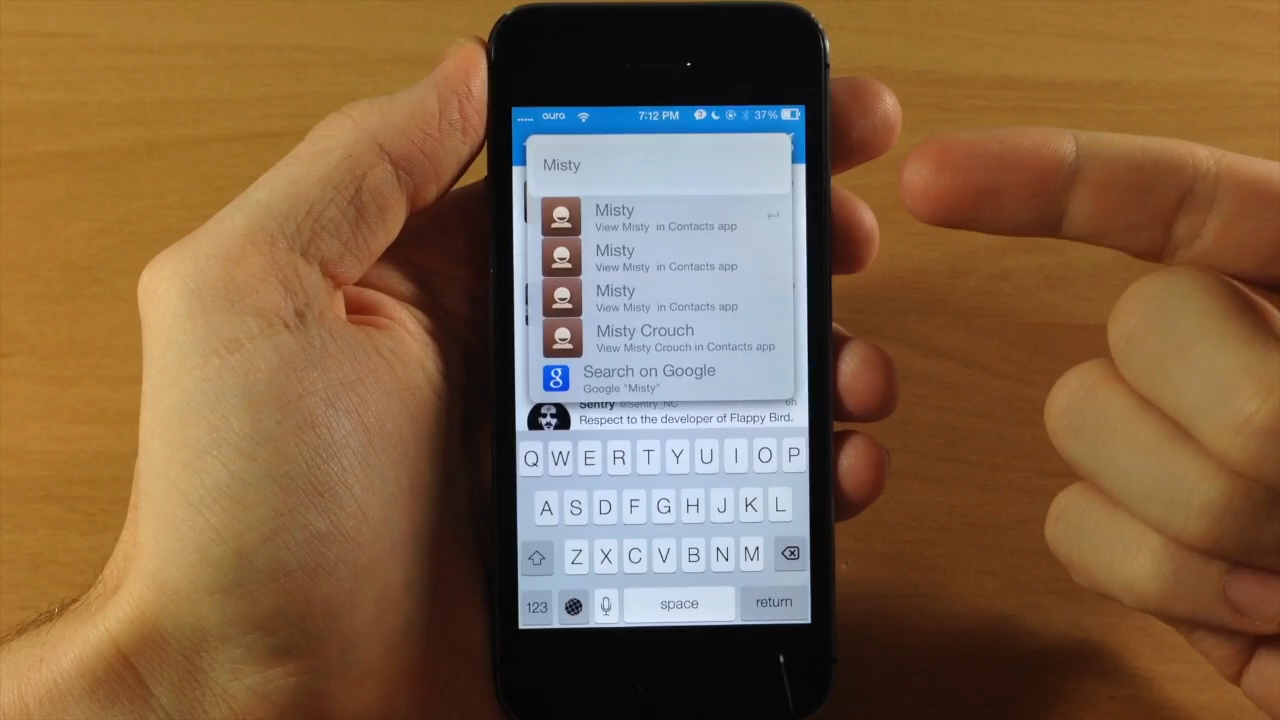 aura 7:12 PM 37%
Misty
Misty
View Misty in Contacts app
Misty
View Misty in Contacts app
Misty
View Misty in Contacts app
Misty Crouch
View Misty Crouch in Contacts app
g Search on Google
Google "Misty"
Sentry @Sentry_NC 6h
Respect to the developer of Flappy Bird.
Q W E R T Y U I O P
A S D F G H J K L
Z X C V B N M
123 space return